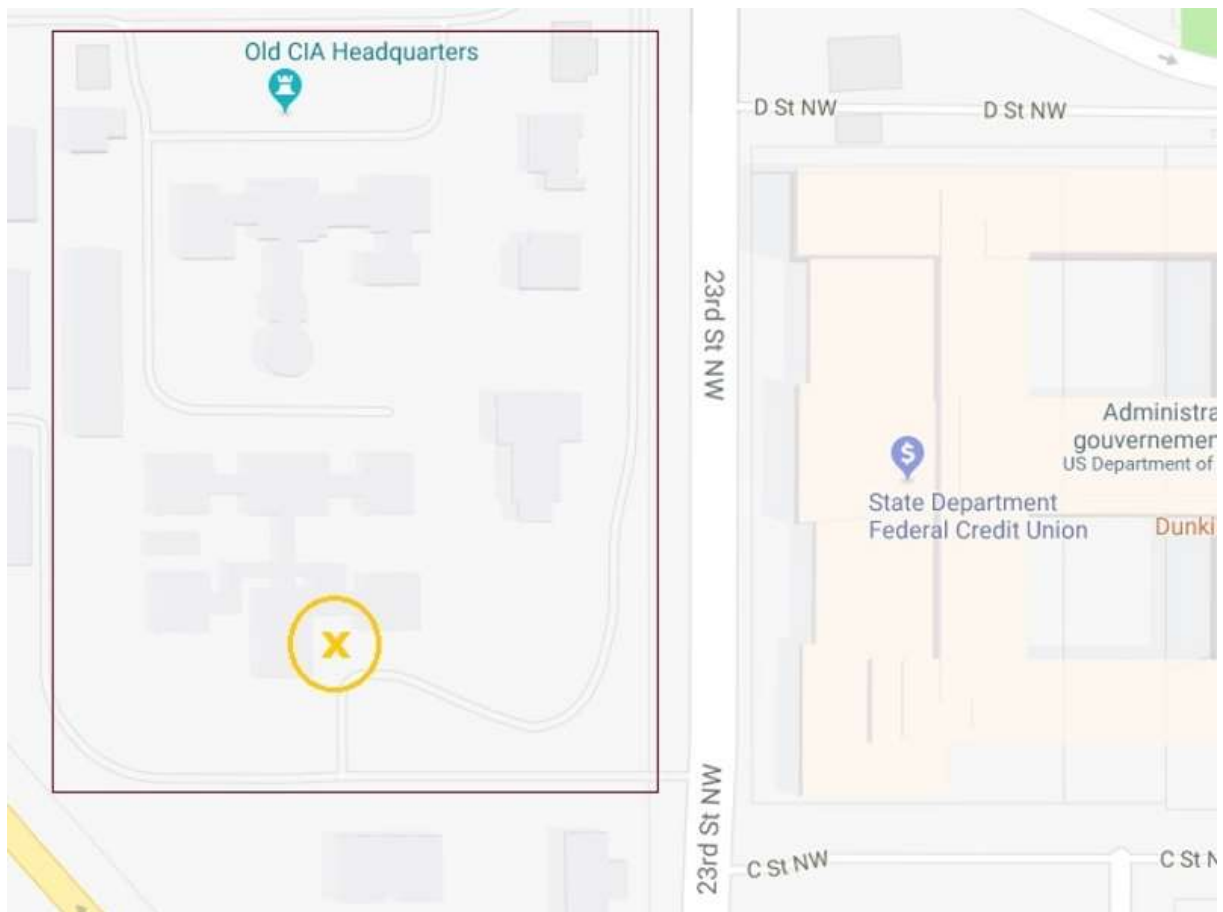 Old CIA Headquarters
D St NW
D St NW
23rd St NW
Administra
gouvernemen
US Department of
State Department
Federal Credit Union
Dunki
X
23rd St NW
C St NW
C St N